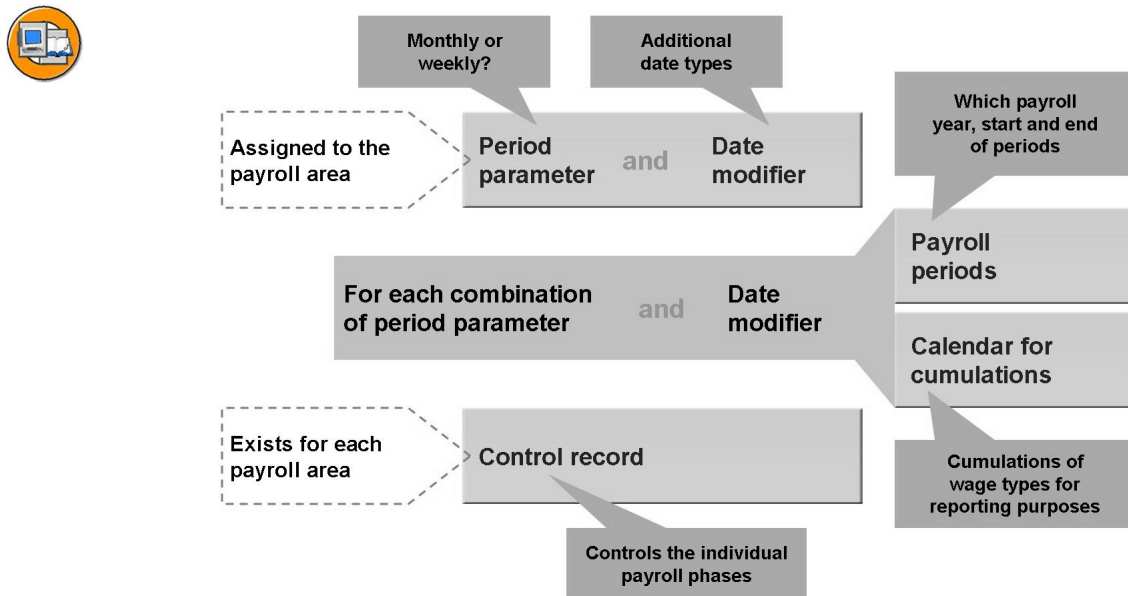 Monthly or
weekly?
Additional
date types
Which payroll
year, start and end
of periods
Assigned to the
payroll area
Period
parameter
and
Date
modifier
Payroll
periods
For each combination
of period parameter
and
Date
modifier
Calendar for
cumulations
Exists for each
payroll area
Control record
Cumulations of
wage types for
reporting purposes
Controls the individual
payroll phases